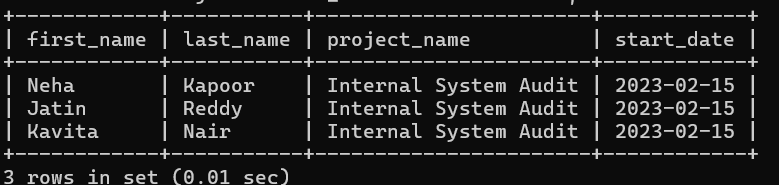 +------------+-----------+-----------------------+------------+
| first_name | last_name | project_name          | start_date |
+------------+-----------+-----------------------+------------+
| Neha       | Kapoor    | Internal System Audit | 2023-02-15 |
| Jatin      | Reddy     | Internal System Audit | 2023-02-15 |
| Kavita     | Nair      | Internal System Audit | 2023-02-15 |
+------------+-----------+-----------------------+------------+
3 rows in set (0.01 sec)